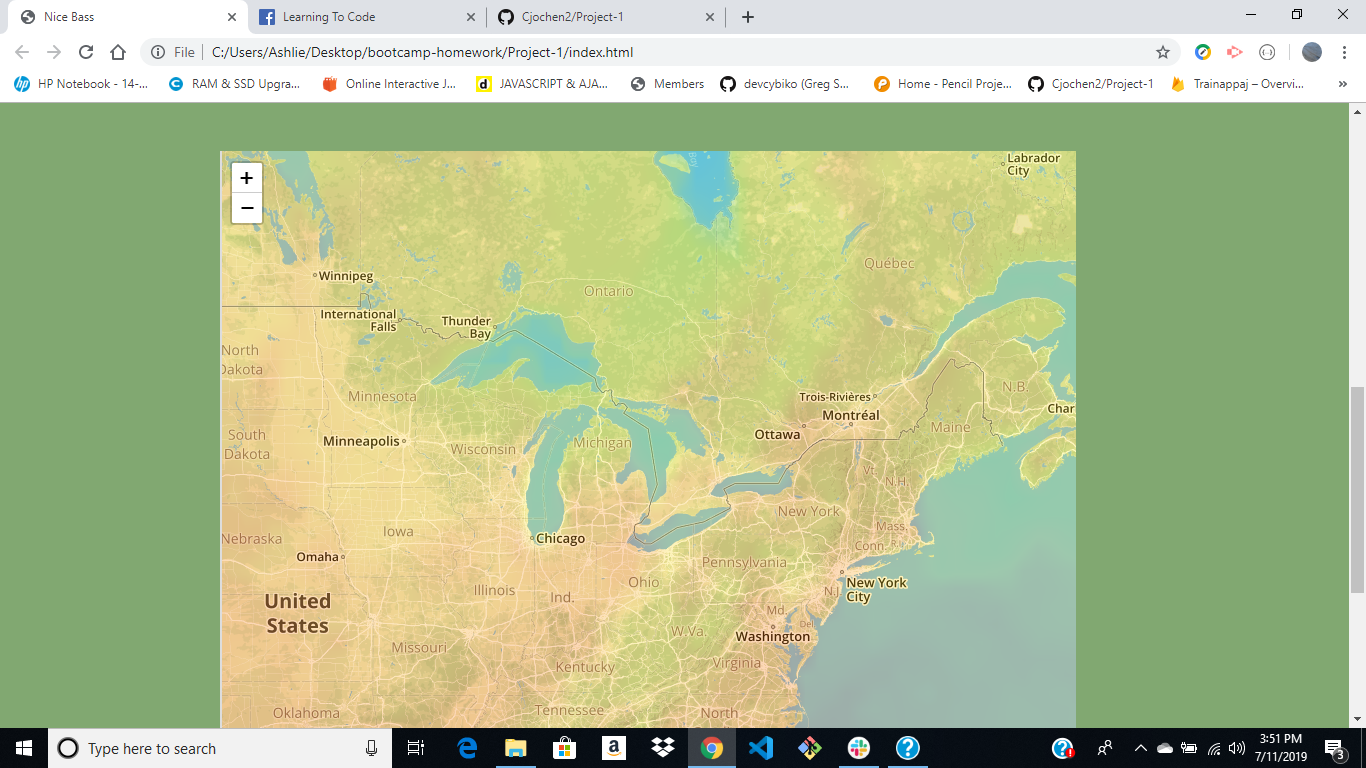 Nice Bass
Learning To Code
Cjochen2/Project-1
File
C:/Users/Ashlie/Desktop/bootcamp-homework/Project-1/index.html
HP Notebook - 14-...
RAM & SSD Upgra...
Online Interactive J...
JAVASCRIPT & AJA...
Members
devcybiko (Greg S...
Home - Pencil Proje...
Cjochen2/Project-1
Trainappaj – Overvi...
»
+
−
Bay
Labrador
City
Québec
Winnipeg
Ontario
International
Falls
Thunder
Bay
North
Dakota
Minnesota
N.B.
Trois-Rivières
Montréal
Char
Ottawa
Maine
South
Dakota
Minneapolis
Wisconsin
Michigan
Vt.
N.H.
New York
Mass.
Nebraska
Iowa
Chicago
Conn.
R.
Omaha
Pennsylvania
Ohio
New York
City
Illinois
Ind.
N.J.
United
States
Md.
Del.
W.Va.
Washington
Missouri
Kentucky
Virginia
Oklahoma
Tennessee
North
Type here to search
3:51 PM
7/11/2019
3